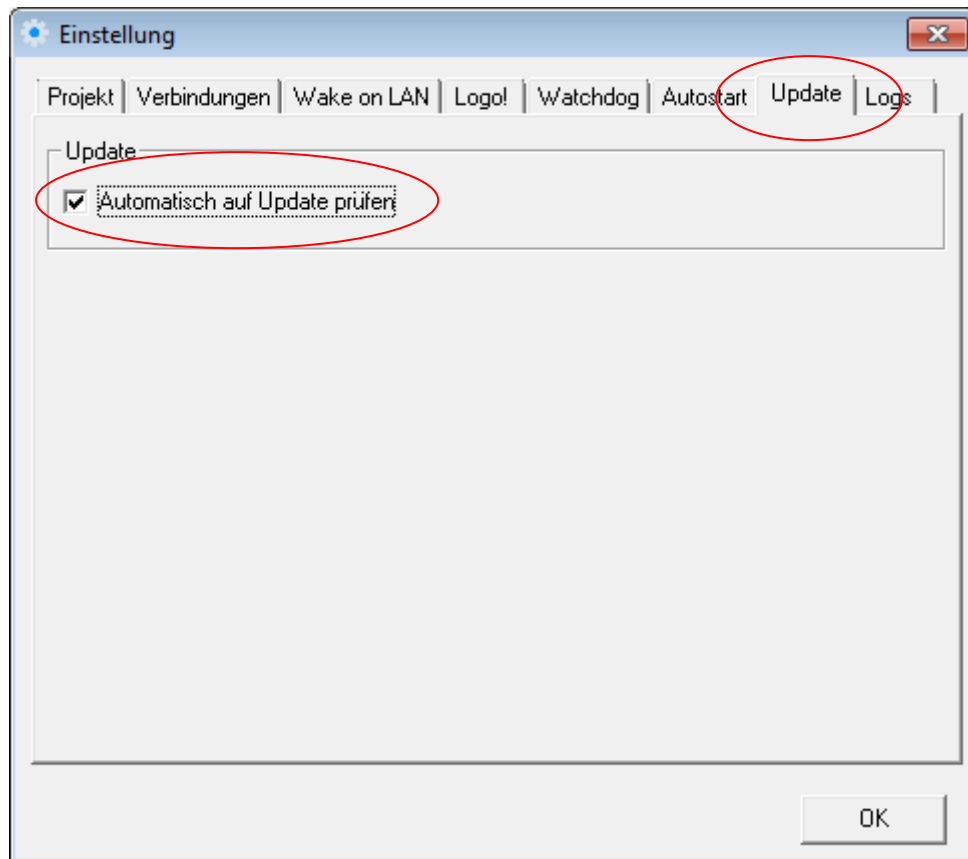 Einstellung
Projekt Verbindungen Wake on LAN Logo! Watchdog Autostart Update Logs
Update
Automatisch auf Update prüfen
OK